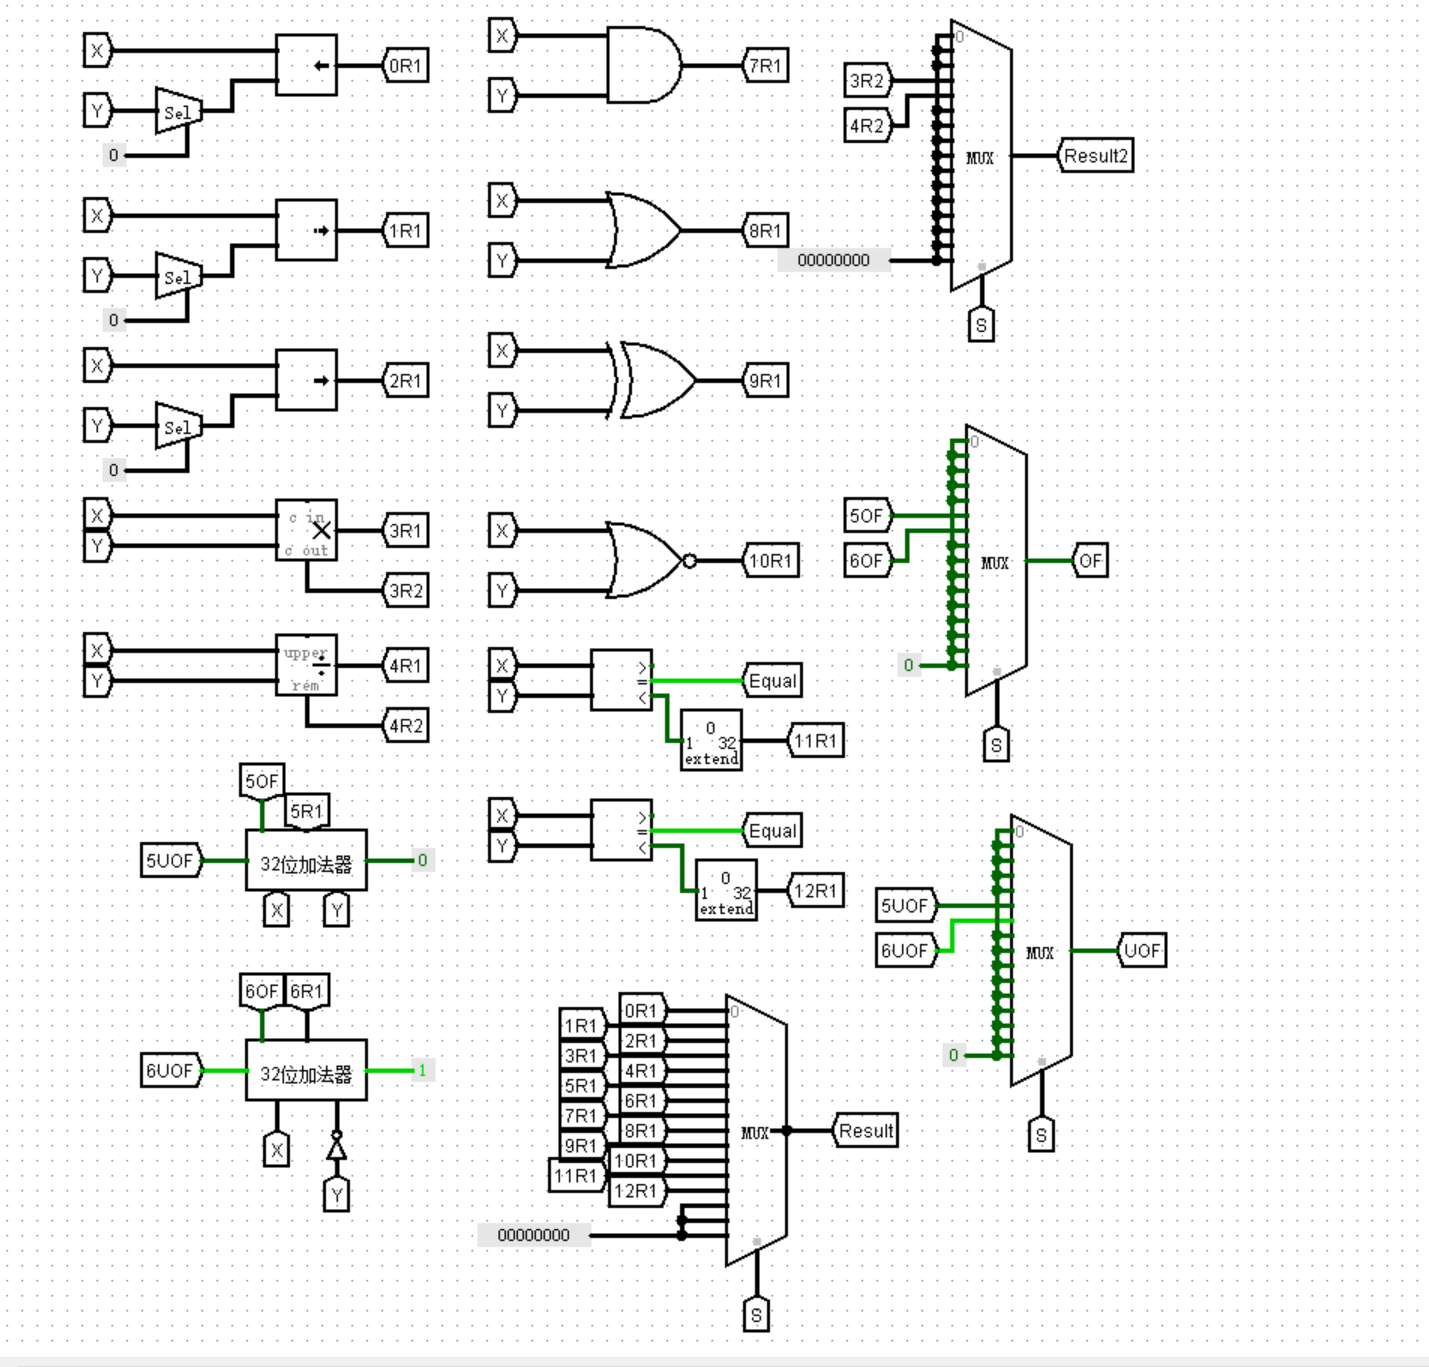 X
0R1
Y
Sel
0
X
1R1
Y
Sel
0
X
2R1
Y
Sel
0
X
Y
c in
c out
3R1
3R2
X
Y
upper
rem
4R1
4R2
5OF
5R1
5UOF
32位加法器
0
X
Y
6OF
6R1
6UOF
32位加法器
1
X
Y
X
Y
7R1
X
Y
8R1
X
Y
9R1
X
Y
10R1
X
Y
>
=
<
Equal
0
1 32
extend
11R1
X
Y
>
=
<
Equal
0
1 32
extend
12R1
0R1
1R1
2R1
3R1
4R1
5R1
6R1
7R1
8R1
9R1
10R1
11R1
12R1
00000000
0
MUX
Result
S
3R2
4R2
00000000
0
MUX
Result2
S
5OF
6OF
0
0
MUX
OF
S
5UOF
6UOF
0
0
MUX
UOF
S